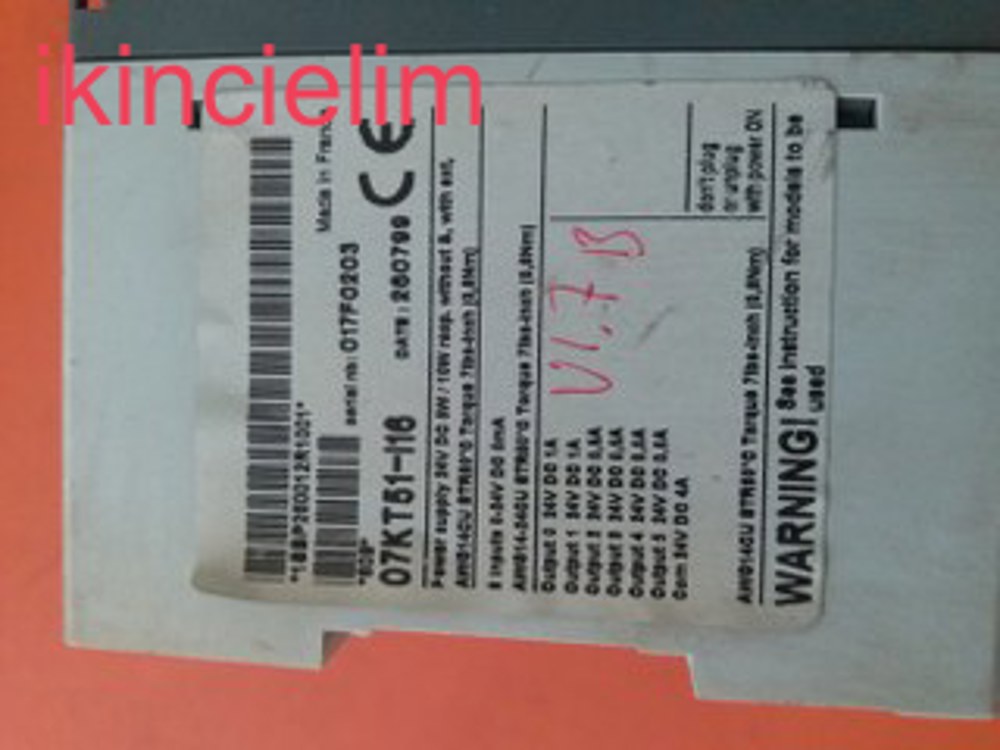 ikincielim
*1SBP260012R1001*
Made in France
*809*
serial nb: 017F0203
07KT51-I16
DATE: 260799
CE
Power supply 24V DC 5W / 10W resp. without &, with ext.
AWG14CU STR60°C Torque 7lbs-inch (0,8Nm)
8 Inputs 0-24V DC 5mA
AWG14-24CU STR60°C Torque 7lbs-inch (0,8Nm)
Output 0 24V DC 1A
Output 1 24V DC 1A
Output 2 24V DC 0,5A
Output 3 24V DC 0,5A
Output 4 24V DC 0,5A
Output 5 24V DC 0,5A
Com 24V DC 4A
V1.7 B
don't plug
or unplug
with power ON
AWG14CU STR60°C Torque 7lbs-inch (0,8Nm)
WARNING! See instruction for models to be
used